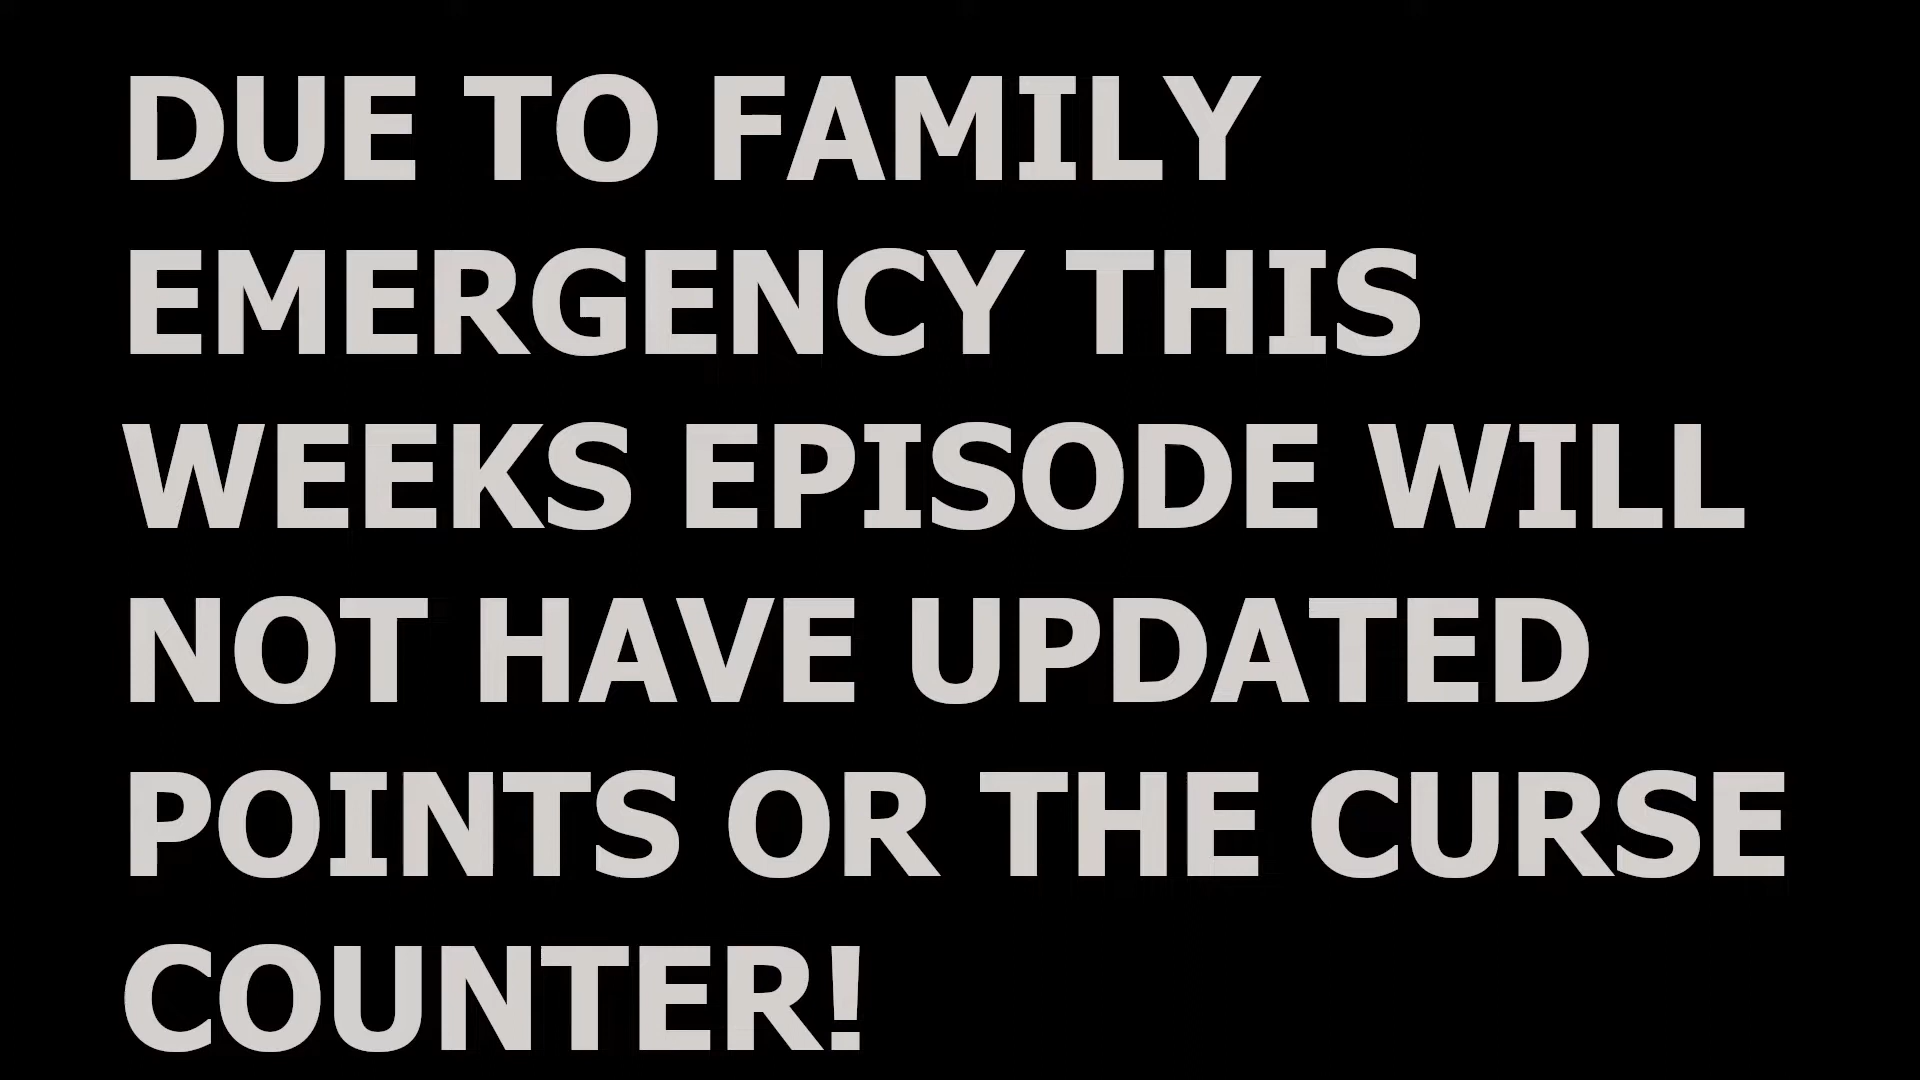 DUE TO FAMILY
EMERGENCY THIS
WEEKS EPISODE WILL
NOT HAVE UPDATED
POINTS OR THE CURSE
COUNTER!